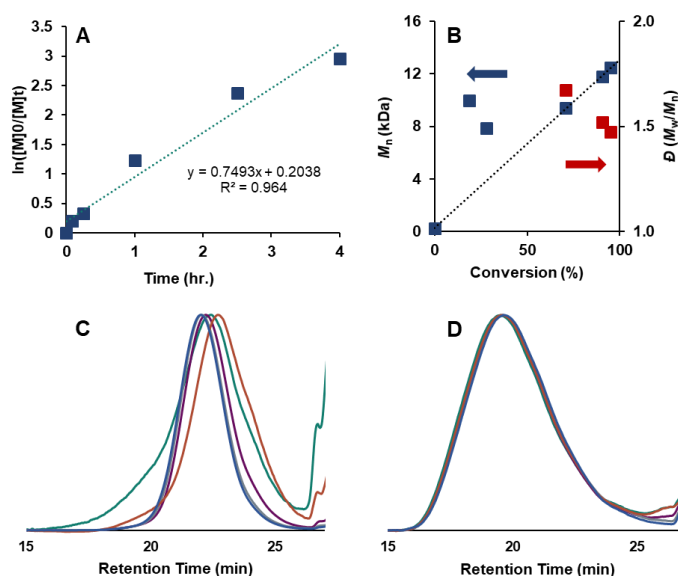 A
ln([M]0/[M]t)
3.5
3
2.5
2
1.5
1
0.5
0
y = 0.7493x + 0.2038
R² = 0.964
0
1
2
3
4
Time (hr.)
B
Mn (kDa)
16
12
8
4
0
2.0
1.5
1.0
Đ (Mw/Mn)
0
50
100
Conversion (%)
C
15
20
25
Retention Time (min)
D
15
20
25
Retention Time (min)